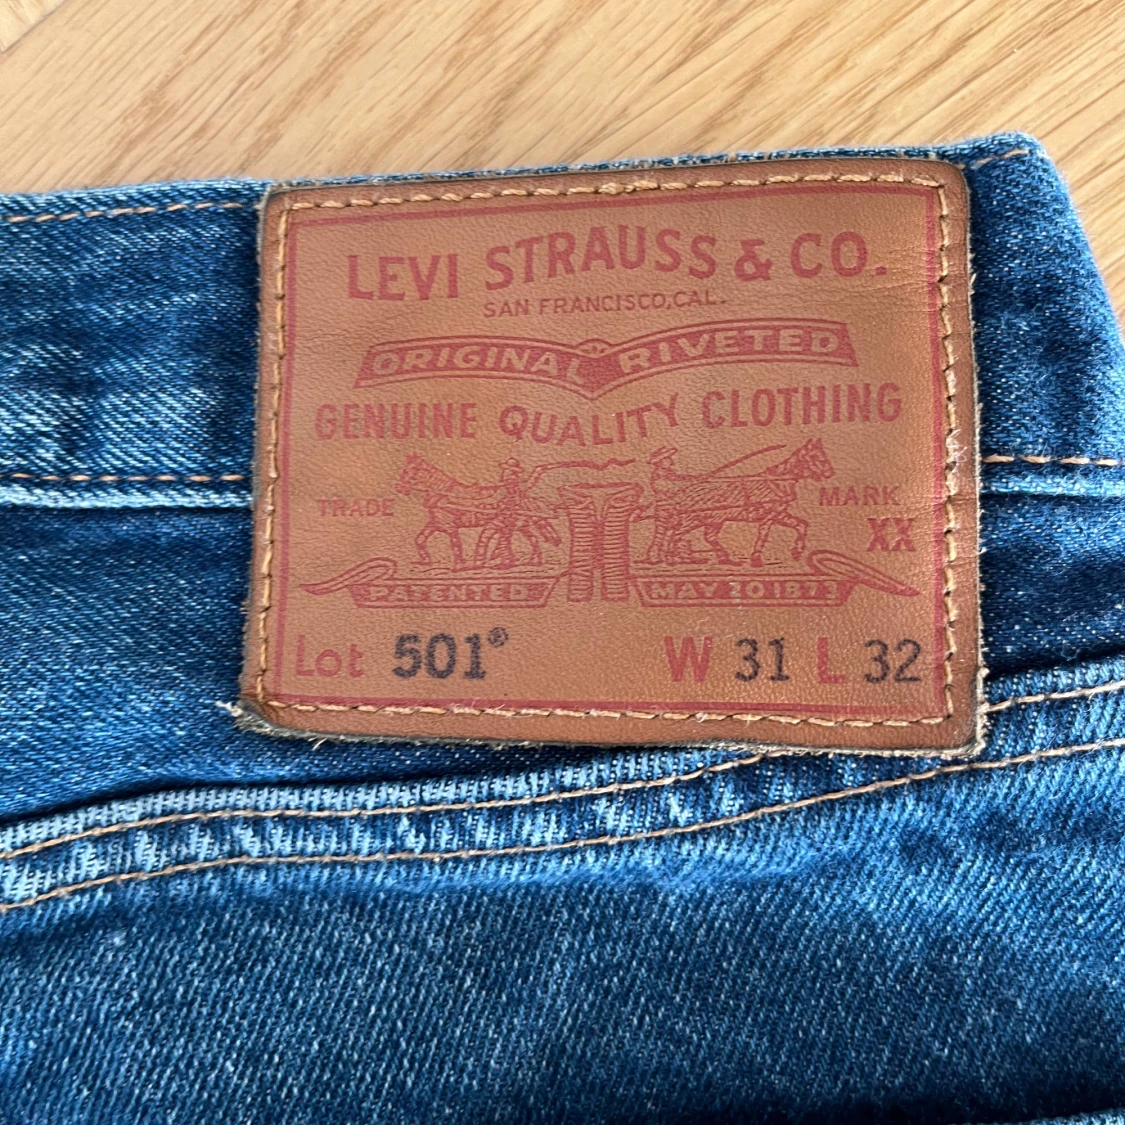 LEVI STRAUSS & CO.
SAN FRANCISCO, CAL.
ORIGINAL RIVETED
GENUINE QUALITY CLOTHING
TRADE MARK
XX
PATENTED MAY 20 1873
Lot 501® W 31 L 32